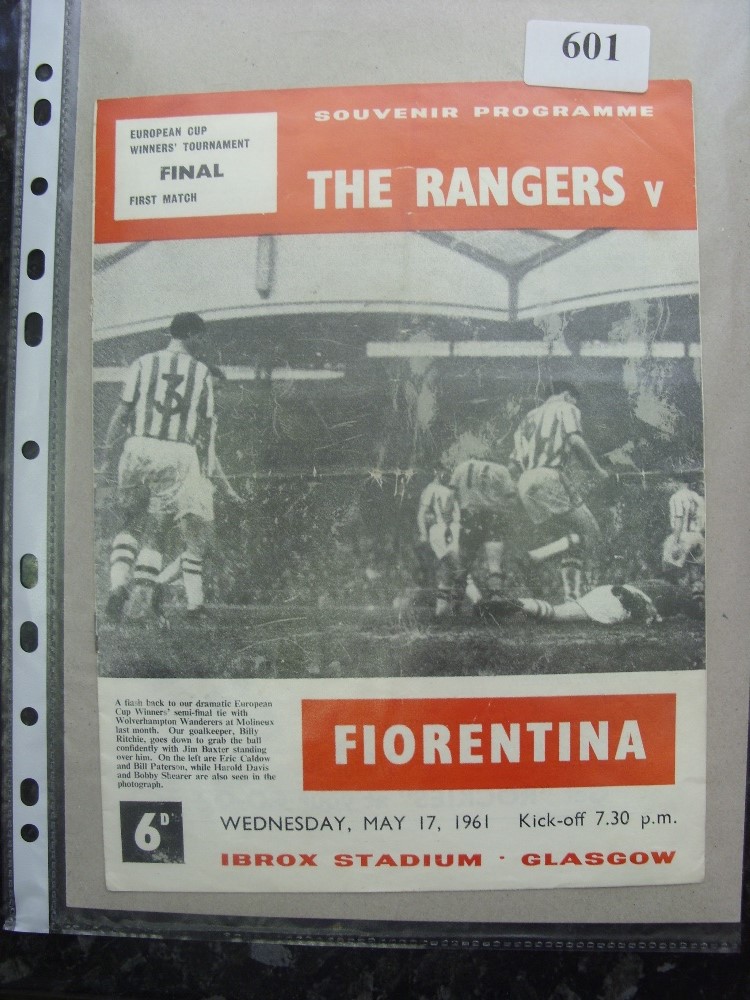 601
SOUVENIR PROGRAMME
EUROPEAN CUP
WINNERS' TOURNAMENT
FINAL
FIRST MATCH
THE RANGERS v
3
A flash back to our dramatic European
Cup Winners' semi-final tie with
Wolverhampton Wanderers at Molineux
last month. Our goalkeeper, Billy
Ritchie, goes down to grab the ball
confidently with Jim Baxter standing
over him. On the left are Eric Caldow
and Bill Paterson, while Harold Davis
and Bobby Shearer are also seen in the
photograph.
FIORENTINA
6D
WEDNESDAY, MAY 17, 1961 Kick-off 7.30 p.m.
IBROX STADIUM · GLASGOW